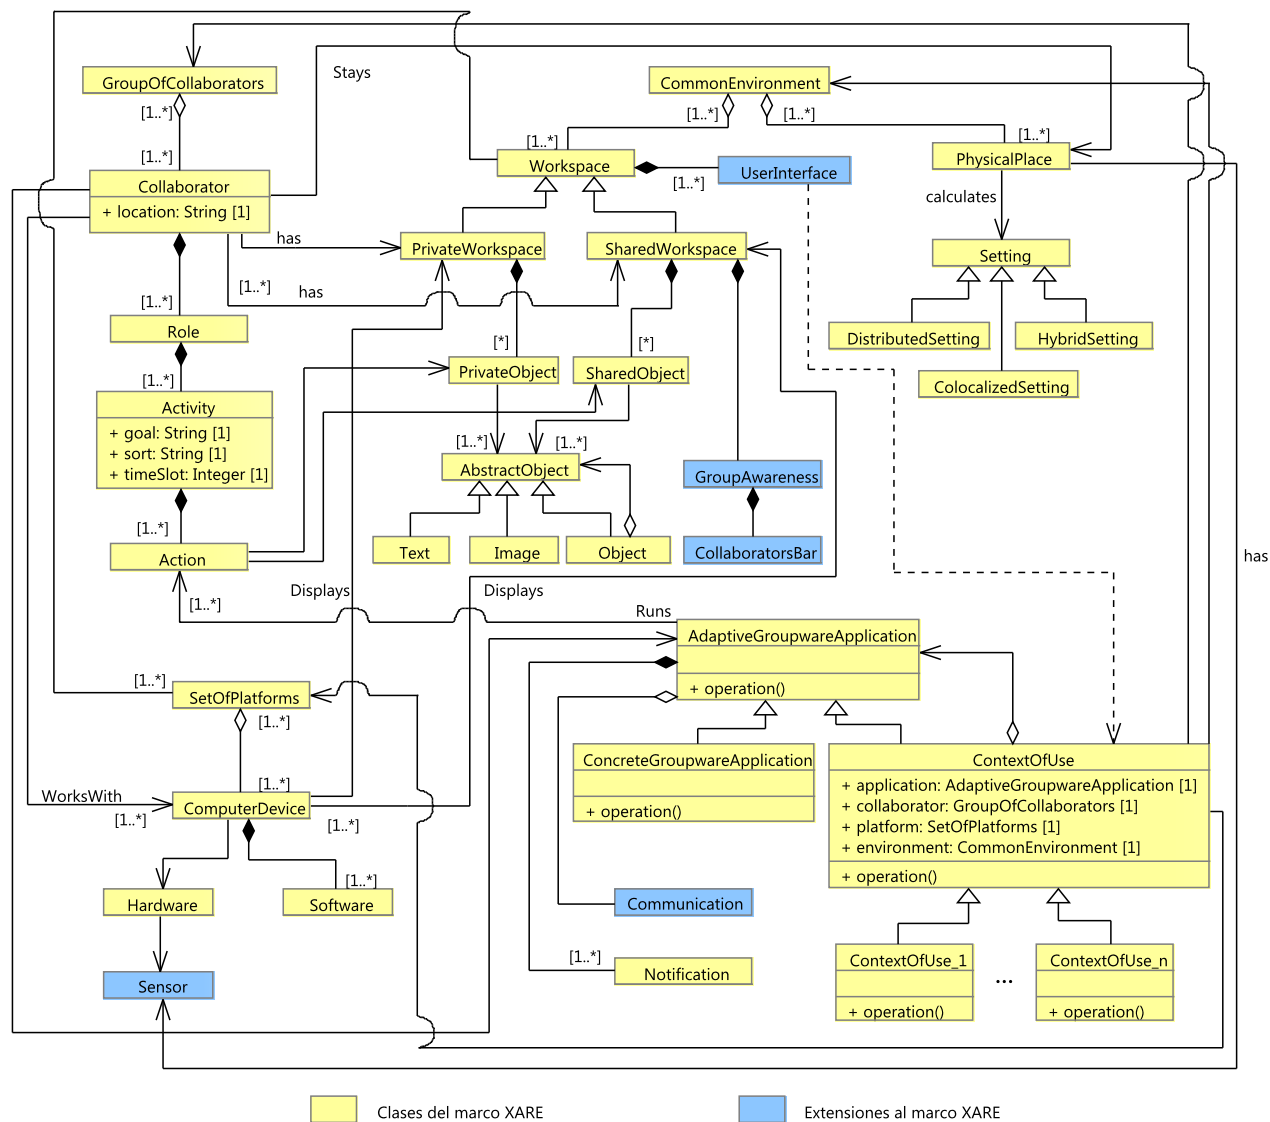 Stays
GroupOfCollaborators
CommonEnvironment
[1..*]
[1..*]
[1..*]
[1..*]
[1..*]
[1..*]
Workspace
UserInterface
PhysicalPlace
[1..*]
Collaborator
+ location: String [1]
calculates
has
PrivateWorkspace
SharedWorkspace
Setting
[1..*]
has
[1..*]
Role
DistributedSetting
HybridSetting
[*]
[*]
[1..*]
PrivateObject
SharedObject
ColocalizedSetting
Activity
+ goal: String [1]
+ sort: String [1]
+ timeSlot: Integer [1]
[1..*]
[1..*]
AbstractObject
GroupAwareness
[1..*]
Action
Text
Image
Object
CollaboratorsBar
has
Displays
Displays
[1..*]
Runs
AdaptiveGroupwareApplication
+ operation()
[1..*]
SetOfPlatforms
[1..*]
ConcreteGroupwareApplication
+ operation()
ContextOfUse
+ application: AdaptiveGroupwareApplication [1]
+ collaborator: GroupOfCollaborators [1]
+ platform: SetOfPlatforms [1]
+ environment: CommonEnvironment [1]
+ operation()
[1..*]
WorksWith
ComputerDevice
[1..*]
[1..*]
[1..*]
Hardware
Software
Communication
[1..*]
Notification
ContextOfUse_1
+ operation()
...
ContextOfUse_n
+ operation()
Sensor
Clases del marco XARE
Extensiones al marco XARE